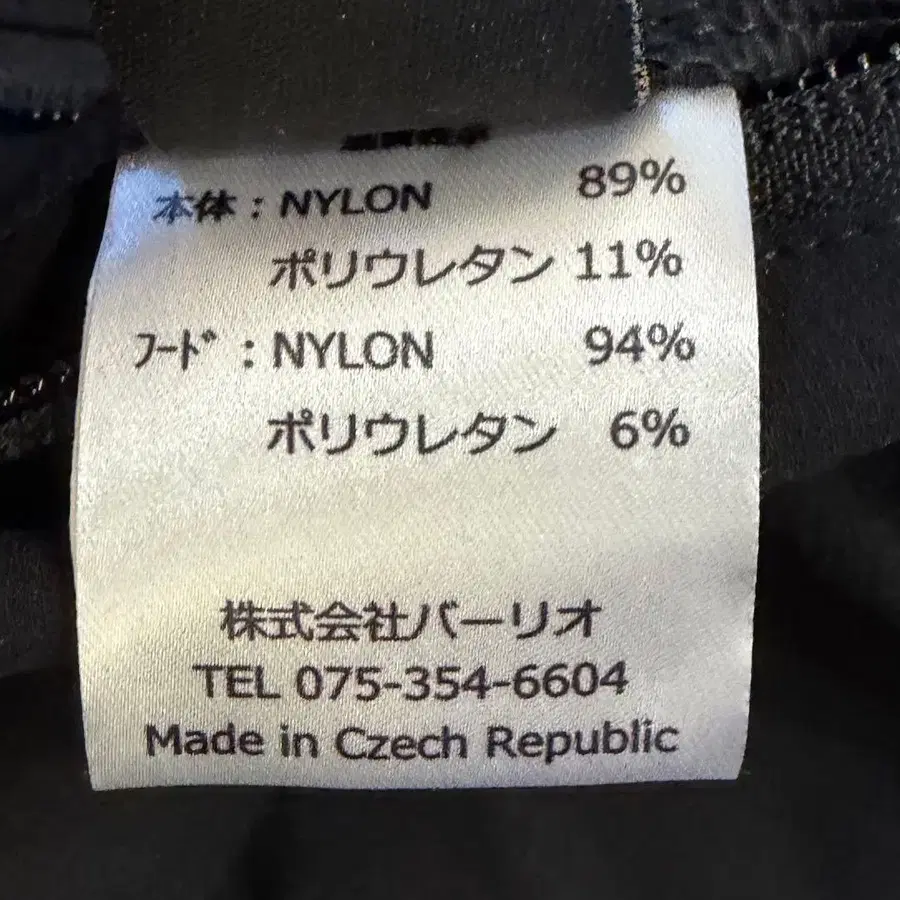 本体：NYLON 89%
ポリウレタン 11%
ﾌｰﾄﾞ：NYLON 94%
ポリウレタン 6%
株式会社バーリオ
TEL 075-354-6604
Made in Czech Republic